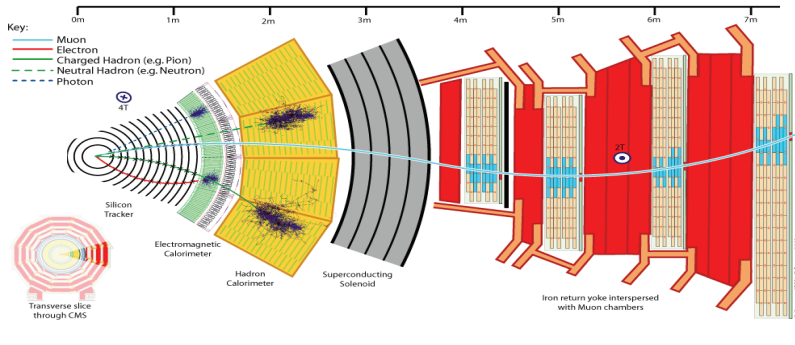 0m 1m 2m 3m 4m 5m 6m 7m
Key:
Muon
Electron
Charged Hadron (e.g. Pion)
Neutral Hadron (e.g. Neutron)
Photon
4T
2T
Silicon
Tracker
Electromagnetic
Calorimeter
Hadron
Calorimeter
Superconducting
Solenoid
Iron return yoke interspersed
with Muon chambers
Transverse slice
through CMS